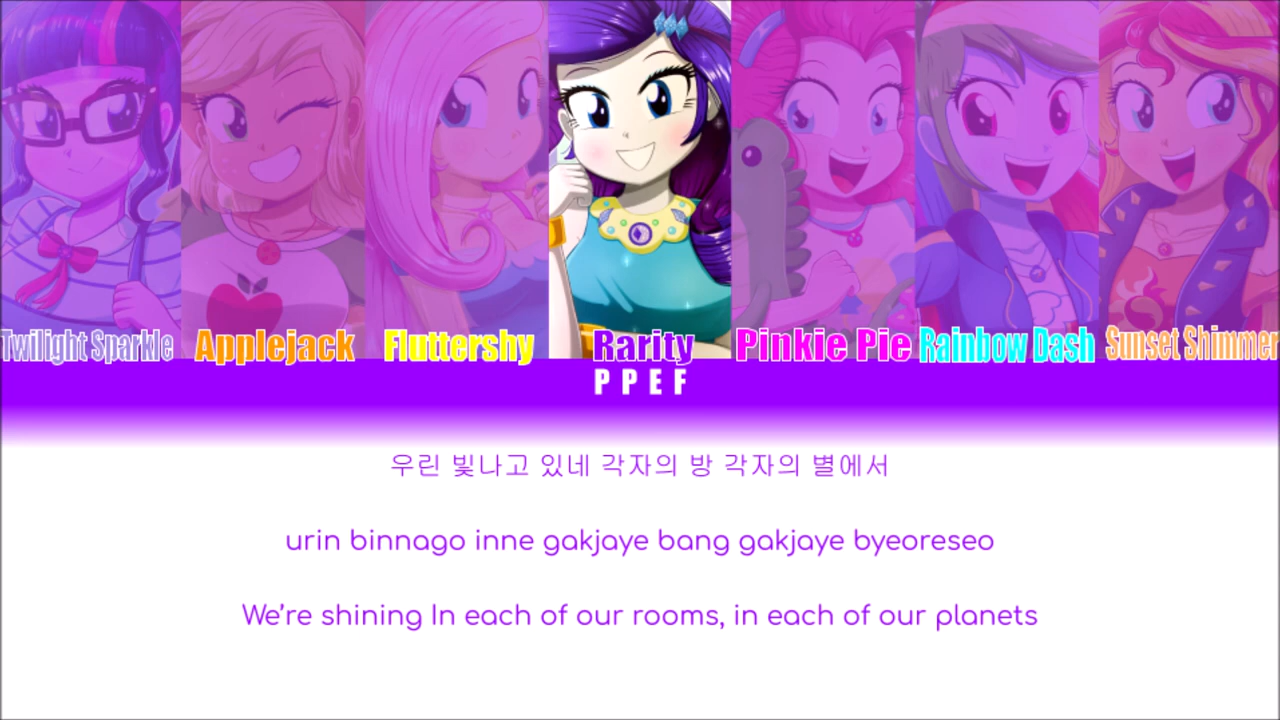 Twilight Sparkle Applejack Fluttershy Rarity Pinkie Pie Rainbow Dash Sunset Shimmer
PPEF
우린 빛나고 있네 각자의 방 각자의 별에서
urin binnago inne gakjaye bang gakjaye byeoreseo
We're shining In each of our rooms, in each of our planets